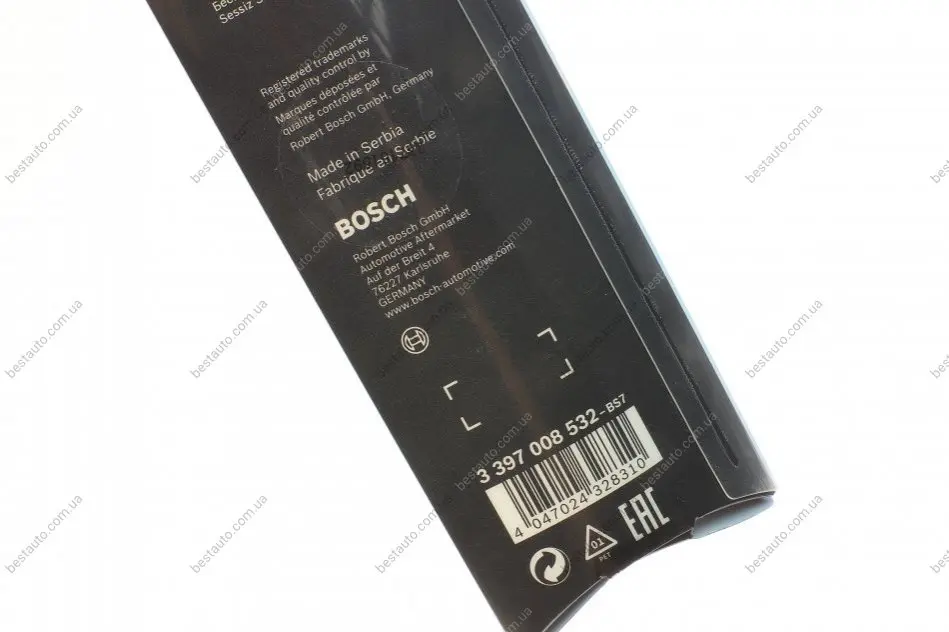 Sessiz S
Registered trademarks
and quality control by
Marques déposées et
qualité contrôlée par
Robert Bosch GmbH, Germany
Made in Serbia
Fabriqué en Serbie
BOSCH
Robert Bosch GmbH
Automotive Aftermarket
Auf der Breit 4
76227 Karlsruhe
GERMANY
www.bosch-automotive.com
3 397 008 532-BS7
4 047024 328310
01
PET
EAC
bestauto.com.ua